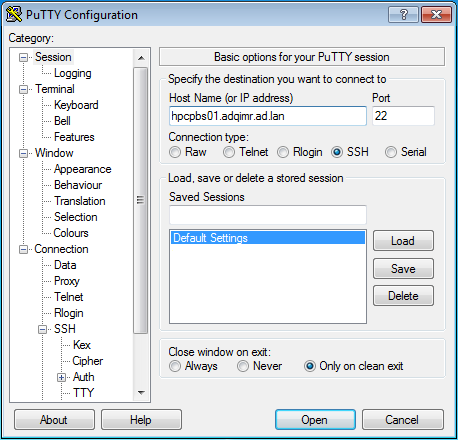 PuTTY Configuration
Category:
Session
Logging
Terminal
Keyboard
Bell
Features
Window
Appearance
Behaviour
Translation
Selection
Colours
Connection
Data
Proxy
Telnet
Rlogin
SSH
Kex
Cipher
Auth
TTY
Basic options for your PuTTY session
Specify the destination you want to connect to
Host Name (or IP address) Port
hpcpbs01.adqimr.ad.lan 22
Connection type:
Raw Telnet Rlogin SSH Serial
Load, save or delete a stored session
Saved Sessions
Default Settings
Load
Save
Delete
Close window on exit:
Always Never Only on clean exit
About Help Open Cancel